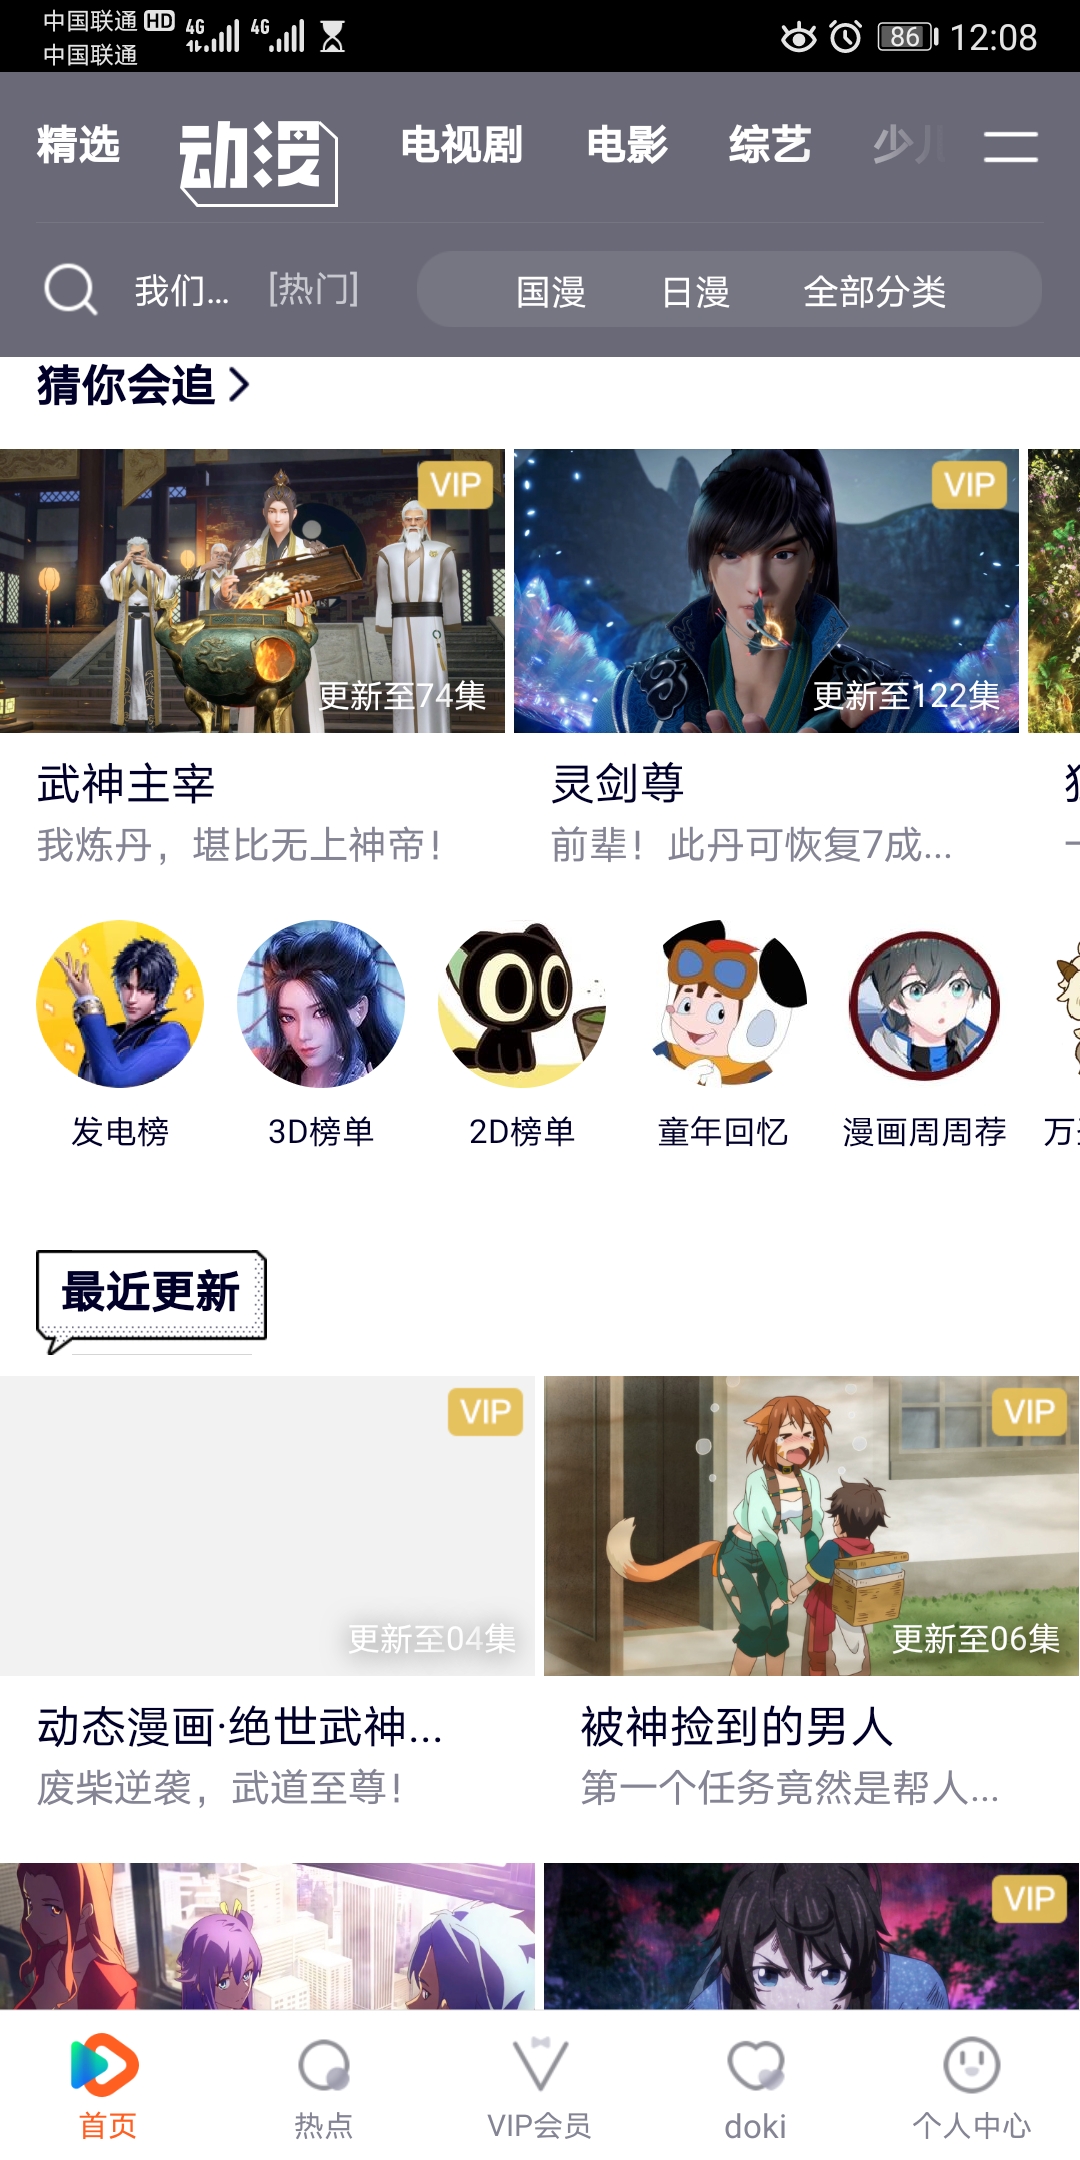 中国联通 HD 4G 4G 86 12:08
中国联通
精选 动漫 电视剧 电影 综艺 少儿
我们... [热门] 国漫 日漫 全部分类
猜你会追
VIP VIP
更新至74集 更新至122集
武神主宰 灵剑尊
我炼丹，堪比无上神帝！ 前辈！此丹可恢复7成...
发电榜 3D榜单 2D榜单 童年回忆 漫画周周荐 万
最近更新
VIP VIP
更新至04集 更新至06集
动态漫画·绝世武神... 被神捡到的男人
废柴逆袭，武道至尊！ 第一个任务竟然是帮人...
VIP
首页 热点 VIP会员 doki 个人中心